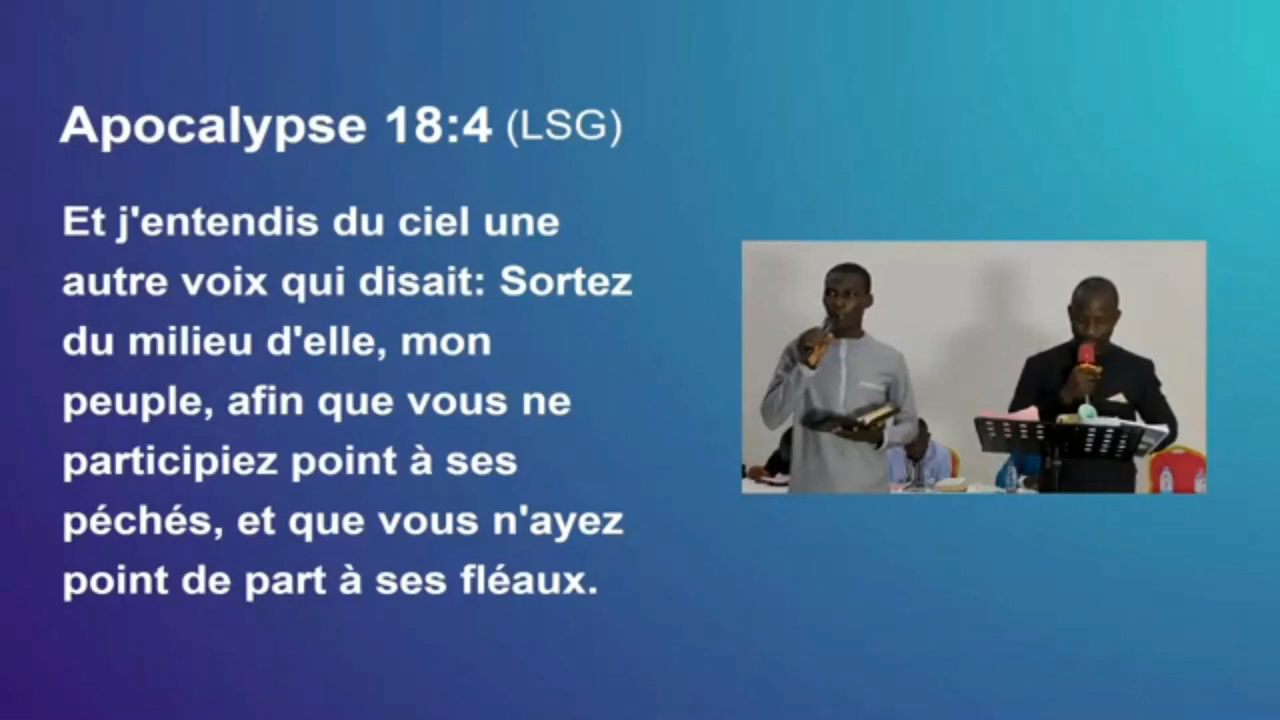 Apocalypse 18:4 (LSG)
Et j'entendis du ciel une
autre voix qui disait: Sortez
du milieu d'elle, mon
peuple, afin que vous ne
participiez point à ses
péchés, et que vous n'ayez
point de part à ses fléaux.